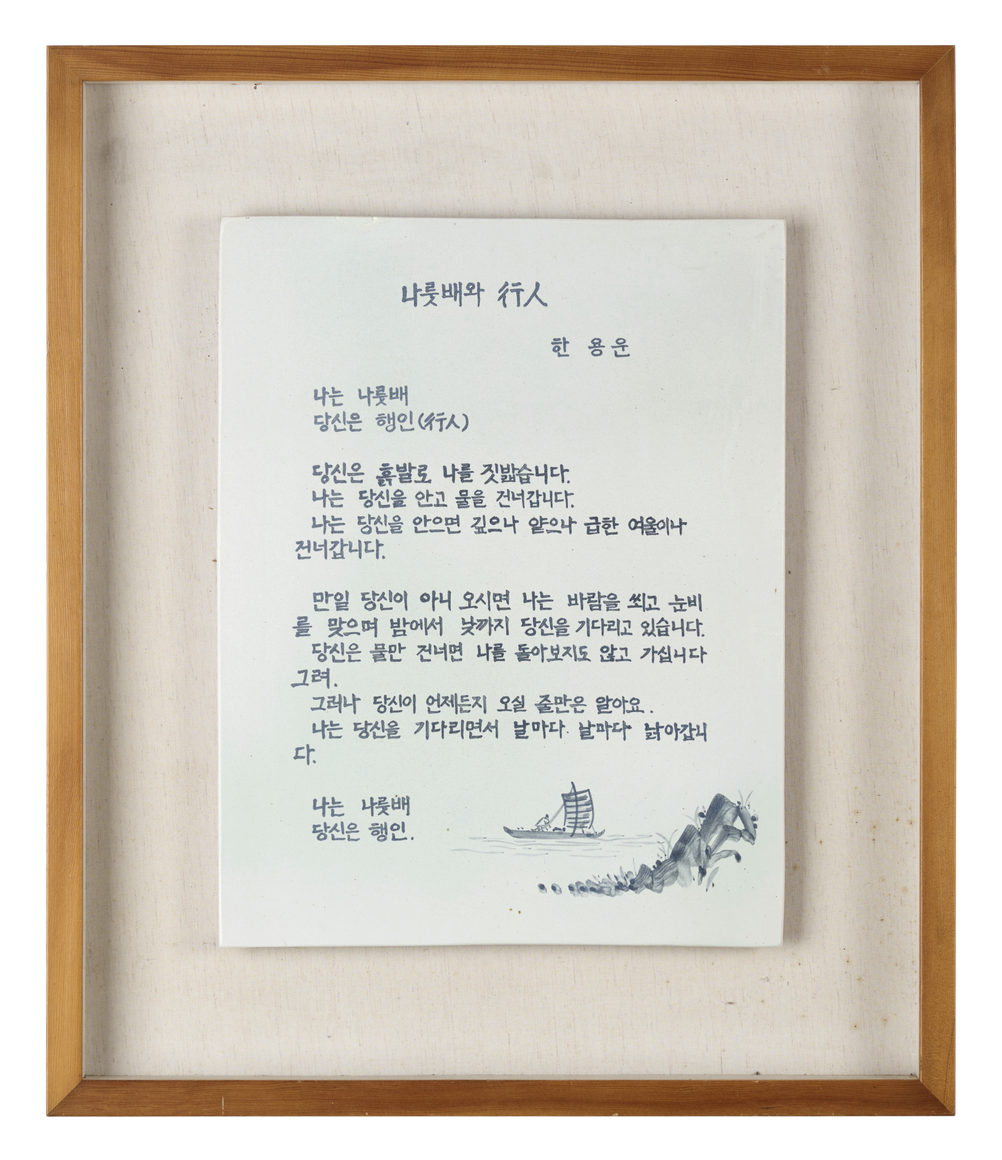 나룻배와 行人
한 용 운
나는 나룻배
당신은 행인(行人)
당신은 흙발로 나를 짓밟습니다.
나는 당신을 안고 물을 건너갑니다.
나는 당신을 안으면 깊으나 얕으나 급한 여울이나
건너갑니다.
만일 당신이 아니 오시면 나는 바람을 쐬고 눈비
를 맞으며 밤에서 낮까지 당신을 기다리고 있습니다.
당신은 물만 건너면 나를 돌아보지도 않고 가십니다
그려.
그러나 당신이 언제든지 오실 줄만은 알아요.
나는 당신을 기다리면서 날마다 날마다 낡아갑니
다.
나는 나룻배
당신은 행인.